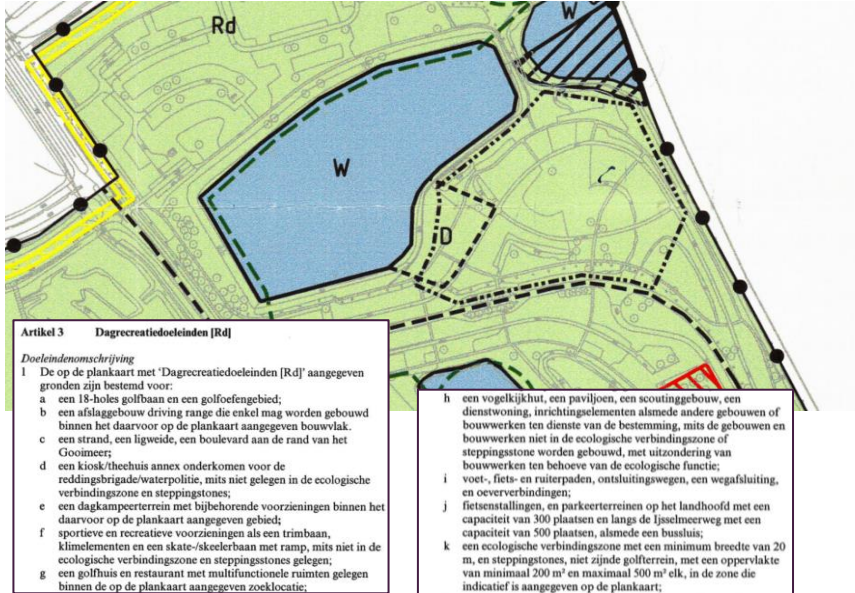 Rd
W
W
D
Artikel 3 Dagrecreatiedoeleinden [Rd]
Doeleindenomschrijving
1 De op de plankaart met ‘Dagrecreatiedoeleinden [Rd]’ aangegeven
gronden zijn bestemd voor:
a een 18-holes golfbaan en een golfoefengebied;
b een afslaggebouw driving range die enkel mag worden gebouwd
binnen het daarvoor op de plankaart aangegeven bouwvlak.
c een strand, een ligweide, een boulevard aan de rand van het
Gooimeer;
d een kiosk/theehuis annex onderkomen voor de
reddingsbrigade/waterpolitie, mits niet gelegen in de ecologische
verbindingszone en steppingstones;
e een dagkampeerterrein met bijbehorende voorzieningen binnen het
daarvoor op de plankaart aangegeven gebied;
f sportieve en recreatieve voorzieningen als een trimbaan,
klimelementen en een skate-/skeelerbaan met ramp, mits niet in de
ecologische verbindingszone en steppingsstones gelegen;
g een golfhuis en restaurant met multifunctionele ruimten gelegen
binnen de op de plankaart aangegeven zoeklocatie;
h een vogelkijkhut, een paviljoen, een scoutinggebouw, een
dienstwoning, inrichtingselementen alsmede andere gebouwen of
bouwwerken ten dienste van de bestemming, mits de gebouwen en
bouwwerken niet in de ecologische verbindingszone of
steppingsstone worden gebouwd, met uitzondering van
bouwwerken ten behoeve van de ecologische functie;
i voet-, fiets- en ruiterpaden, ontsluitingswegen, een wegafsluiting,
en oeververbindingen;
j fietsenstallingen, en parkeerterreinen op het landhoofd met een
capaciteit van 300 plaatsen en langs de Ijsselmeerweg met een
capaciteit van 500 plaatsen, alsmede een bussluis;
k een ecologische verbindingszone met een minimum breedte van 20
m, en steppingstones, niet zijnde golfterrein, met een oppervlakte
van minimaal 200 m² en maximaal 500 m² elk, in de zone die
indicatief is aangegeven op de plankaart;